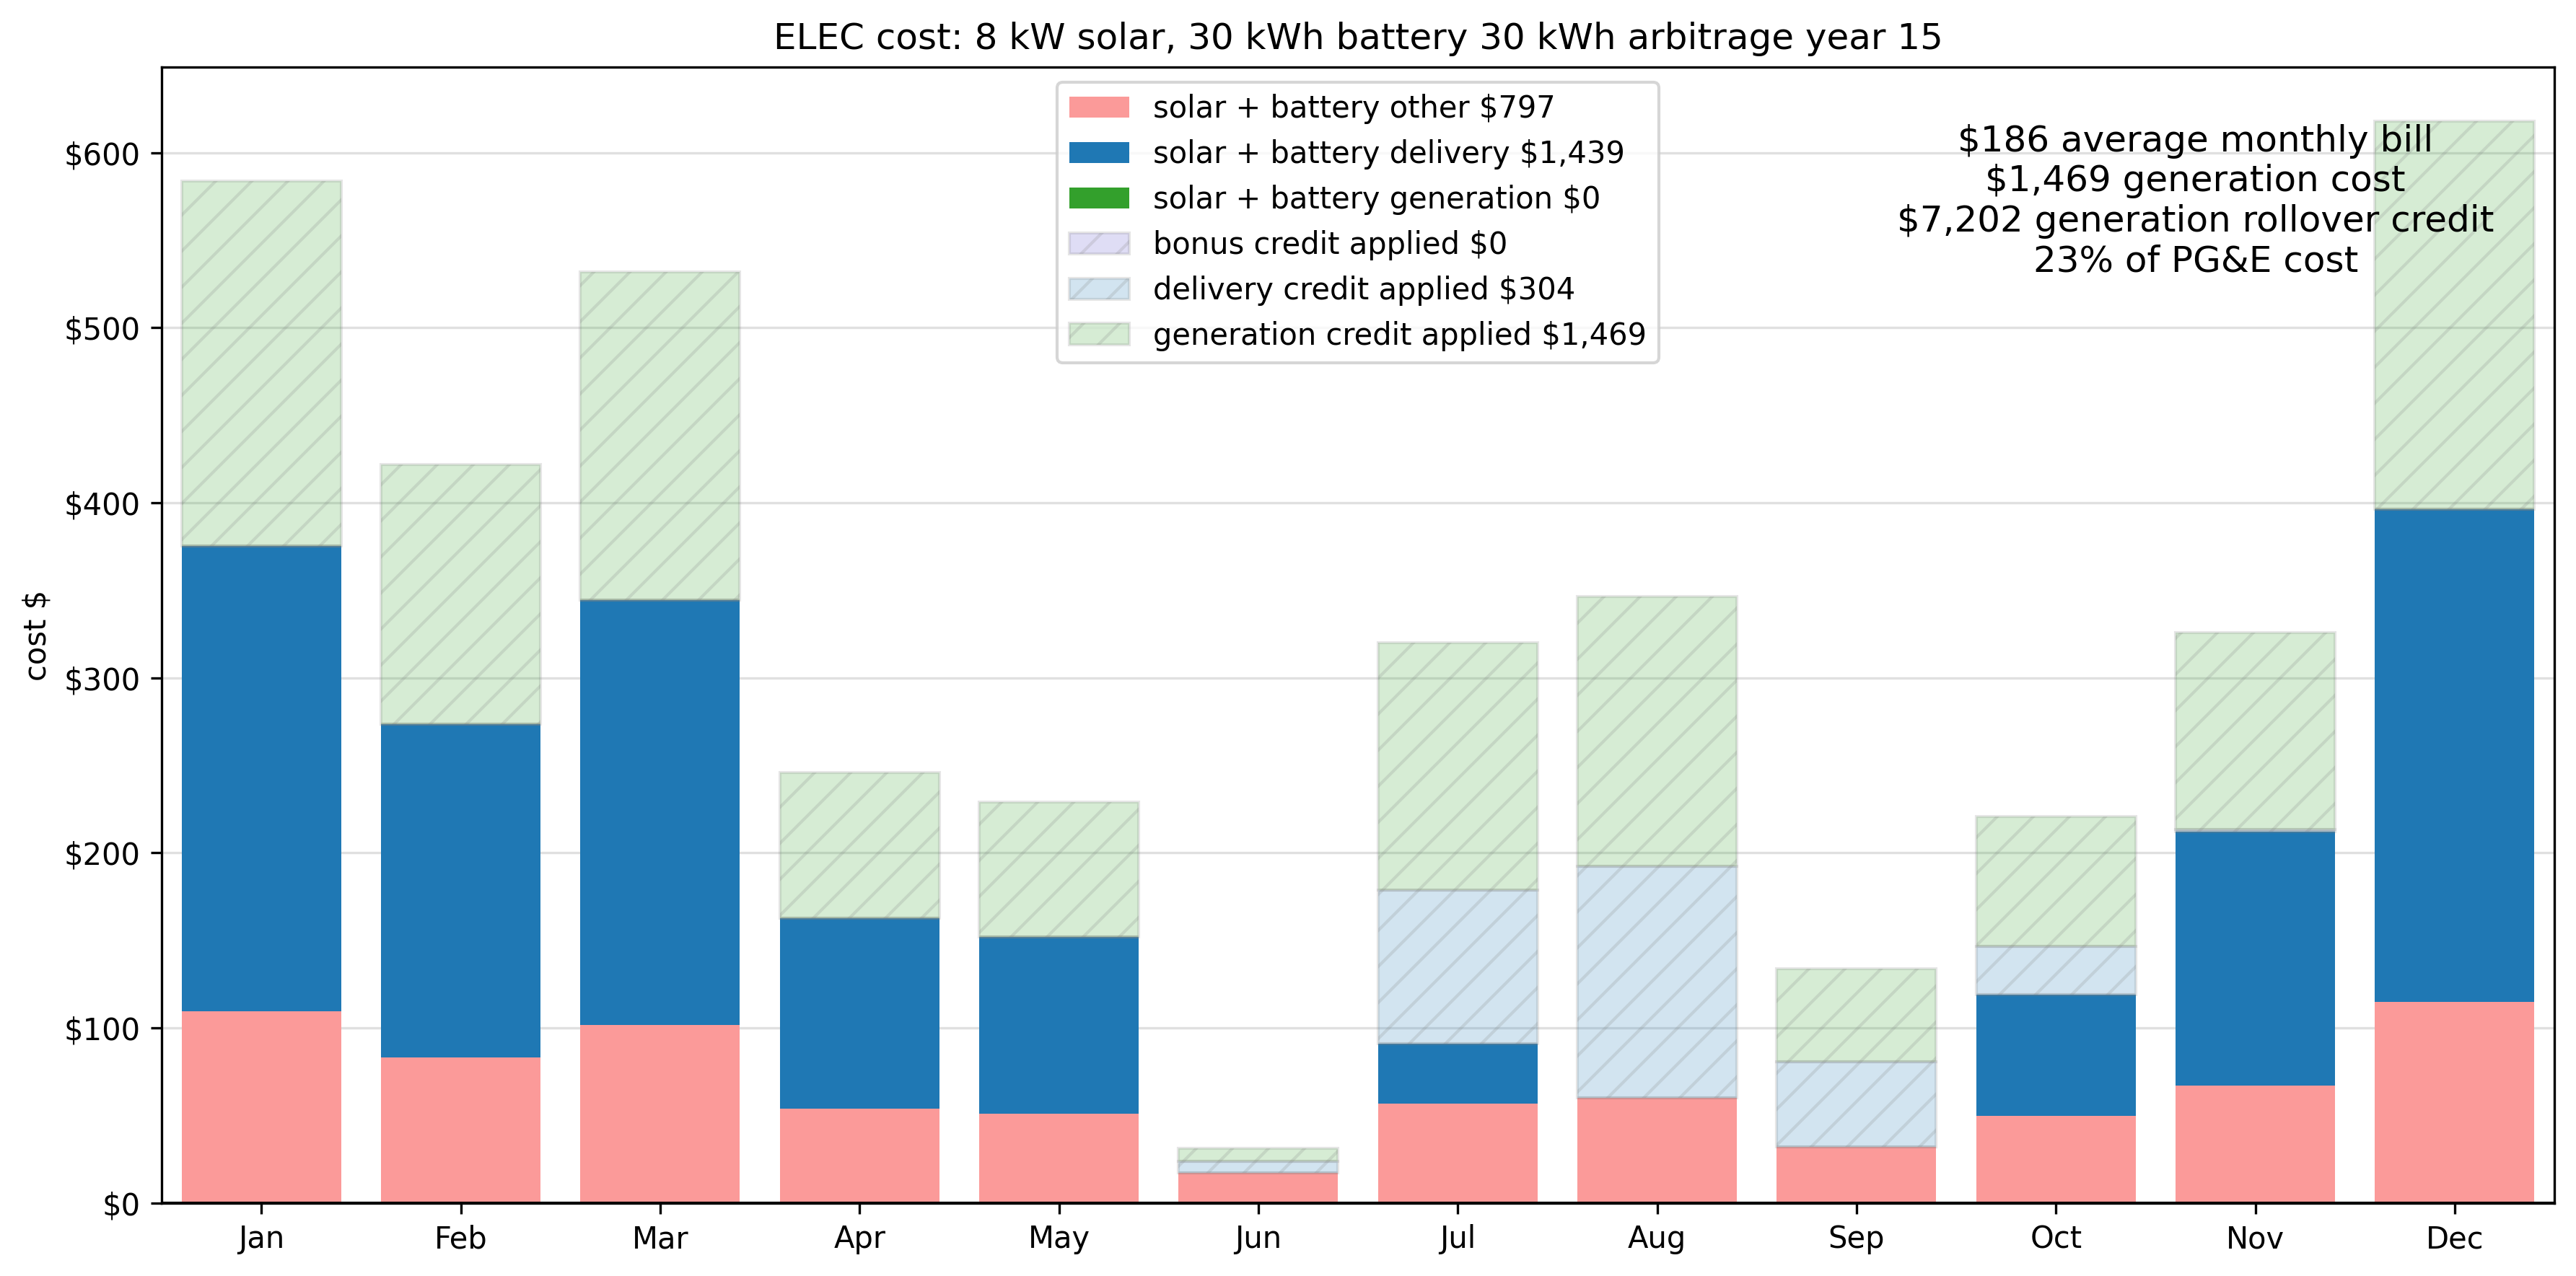 ELEC cost: 8 kW solar, 30 kWh battery 30 kWh arbitrage year 15
solar + battery other $797
solar + battery delivery $1,439
solar + battery generation $0
bonus credit applied $0
delivery credit applied $304
generation credit applied $1,469
$186 average monthly bill
$1,469 generation cost
$7,202 generation rollover credit
23% of PG&E cost
cost $
$600
$500
$400
$300
$200
$100
$0
Jan Feb Mar Apr May Jun Jul Aug Sep Oct Nov Dec